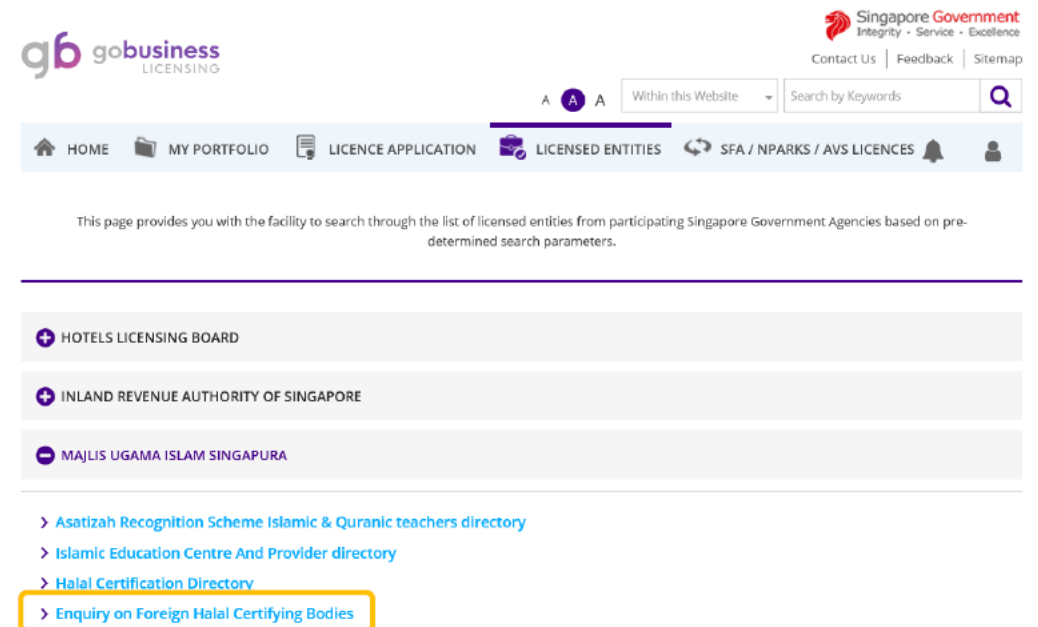 Singapore Government
Integrity · Service · Excellence
gb gobusiness
LICENSING
Contact Us | Feedback | Sitemap
A A A Within this Website Search by Keywords
HOME MY PORTFOLIO LICENCE APPLICATION LICENSED ENTITIES SFA / NPARKS / AVS LICENCES
This page provides you with the facility to search through the list of licensed entities from participating Singapore Government Agencies based on pre-
determined search parameters.
HOTELS LICENSING BOARD
INLAND REVENUE AUTHORITY OF SINGAPORE
MAJLIS UGAMA ISLAM SINGAPURA
Asatizah Recognition Scheme Islamic & Quranic teachers directory
Islamic Education Centre And Provider directory
Halal Certification Directory
Enquiry on Foreign Halal Certifying Bodies